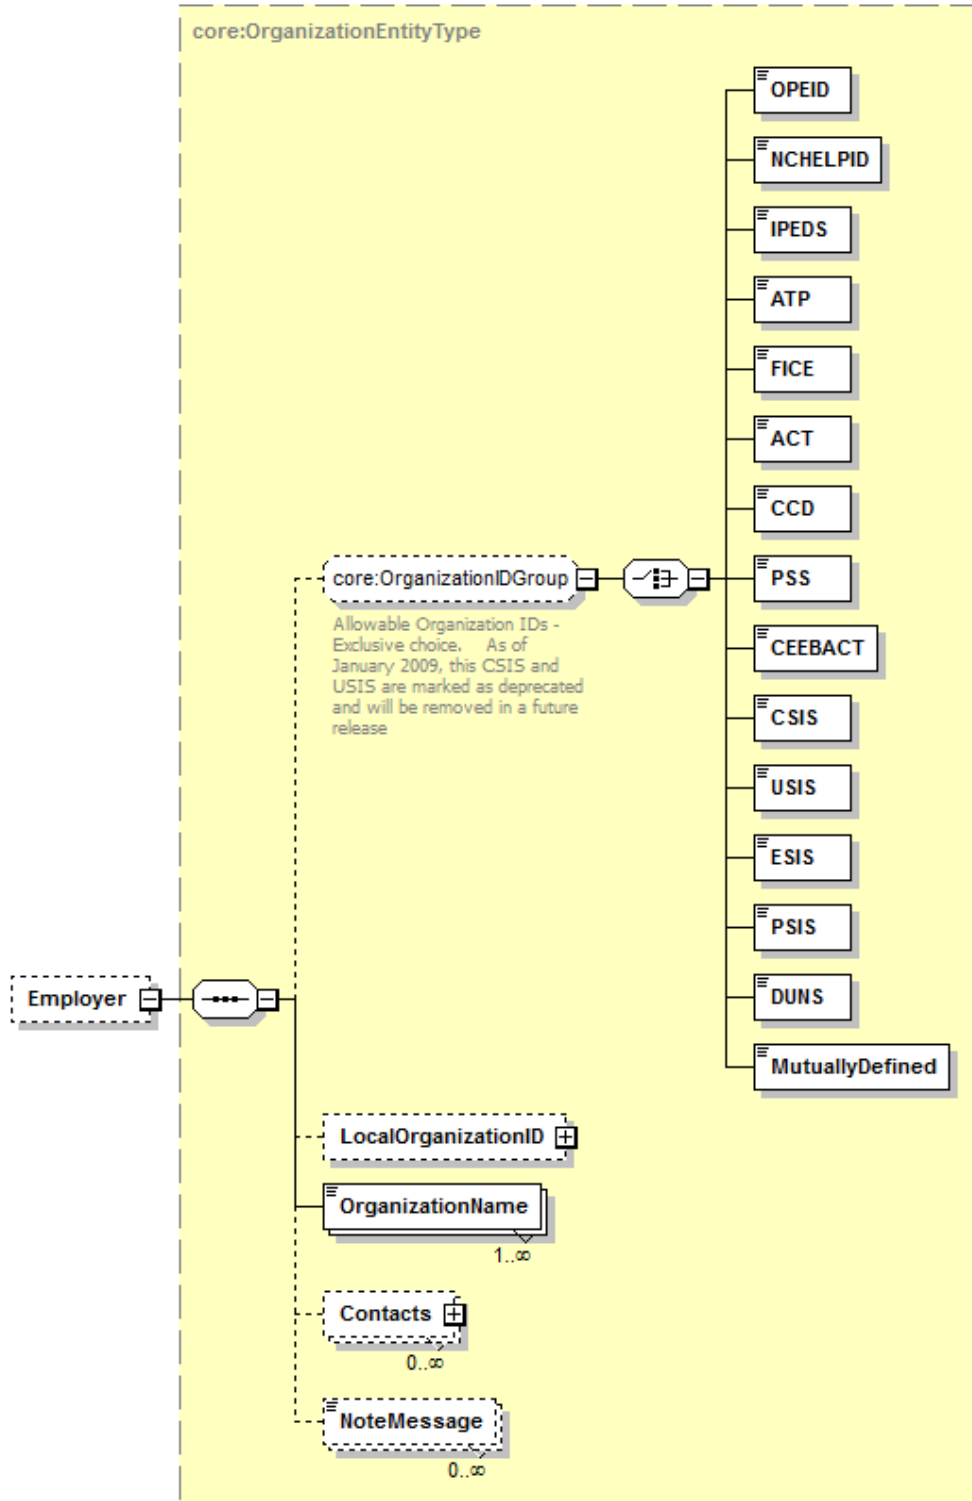 core:OrganizationEntityType
OPEID
NCHELPID
IPEDS
ATP
FICE
ACT
CCD
core:OrganizationIDGroup
PSS
Allowable Organization IDs -
Exclusive choice.   As of
January 2009, this CSIS and
USIS are marked as deprecated
and will be removed in a future
release
CEEBACT
CSIS
USIS
ESIS
PSIS
DUNS
Employer
MutuallyDefined
LocalOrganizationID
OrganizationName
1..∞
Contacts
0..∞
NoteMessage
0..∞